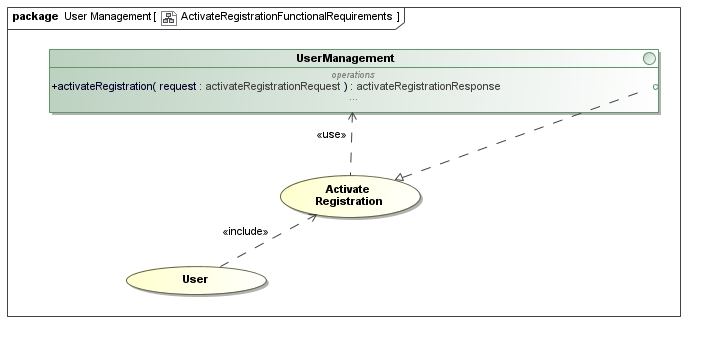 package User Management[ ActivateRegistrationFunctionalRequirements ]
UserManagement
operations
+activateRegistration( request : activateRegistrationRequest ) : activateRegistrationResponse
...
«use»
Activate
Registration
«include»
User